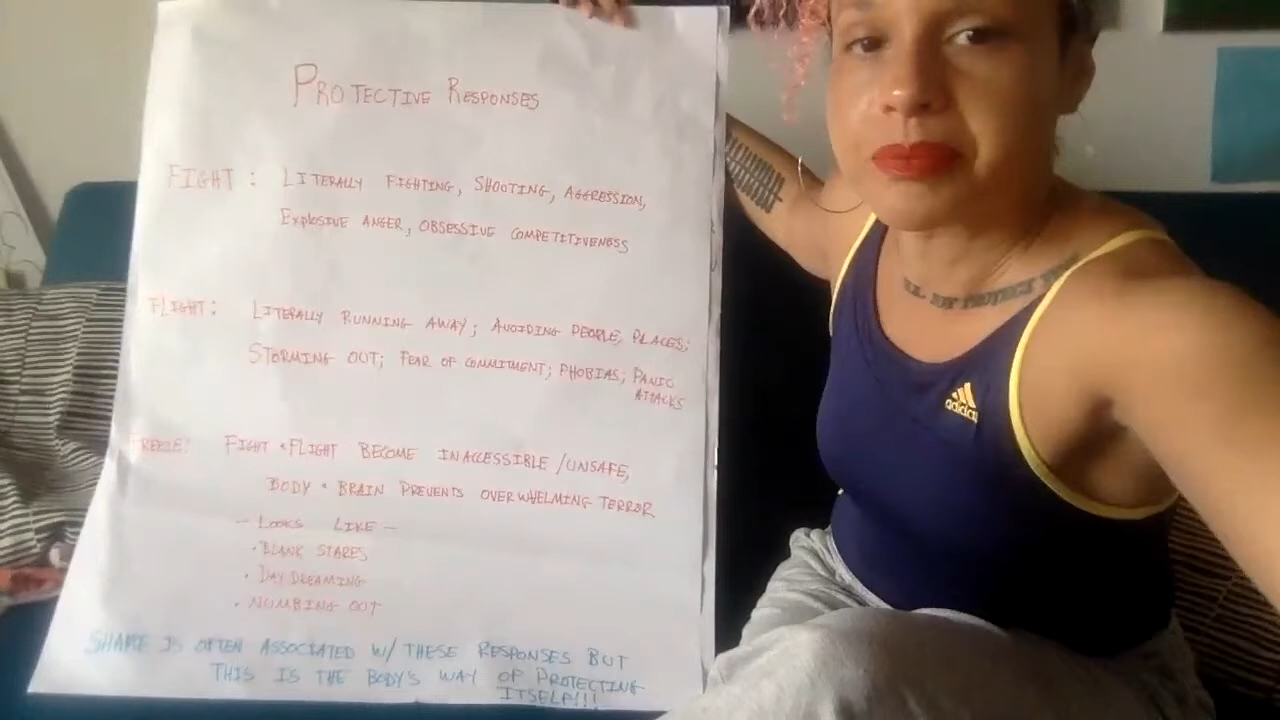 PROTECTIVE RESPONSES
FIGHT: LITERALLY FIGHTING, SHOOTING, AGGRESSION,
EXPLOSIVE ANGER, OBSESSIVE COMPETITIVENESS
FLIGHT: LITERALLY RUNNING AWAY; AVOIDING PEOPLE, PLACES;
STORMING OUT; FEAR OF COMMITMENT; PHOBIAS; PANIC
ATTACKS
FREEZE: FIGHT + FLIGHT BECOME INACCESSIBLE/UNSAFE,
BODY + BRAIN PREVENTS OVERWHELMING TERROR
- LOOKS LIKE -
• BLANK STARES
• DAY DREAMING
• NUMBING OUT
SHAME IS OFTEN ASSOCIATED W/ THESE RESPONSES BUT
THIS IS THE BODY'S WAY OF PROTECTING
ITSELF!!!
adidas